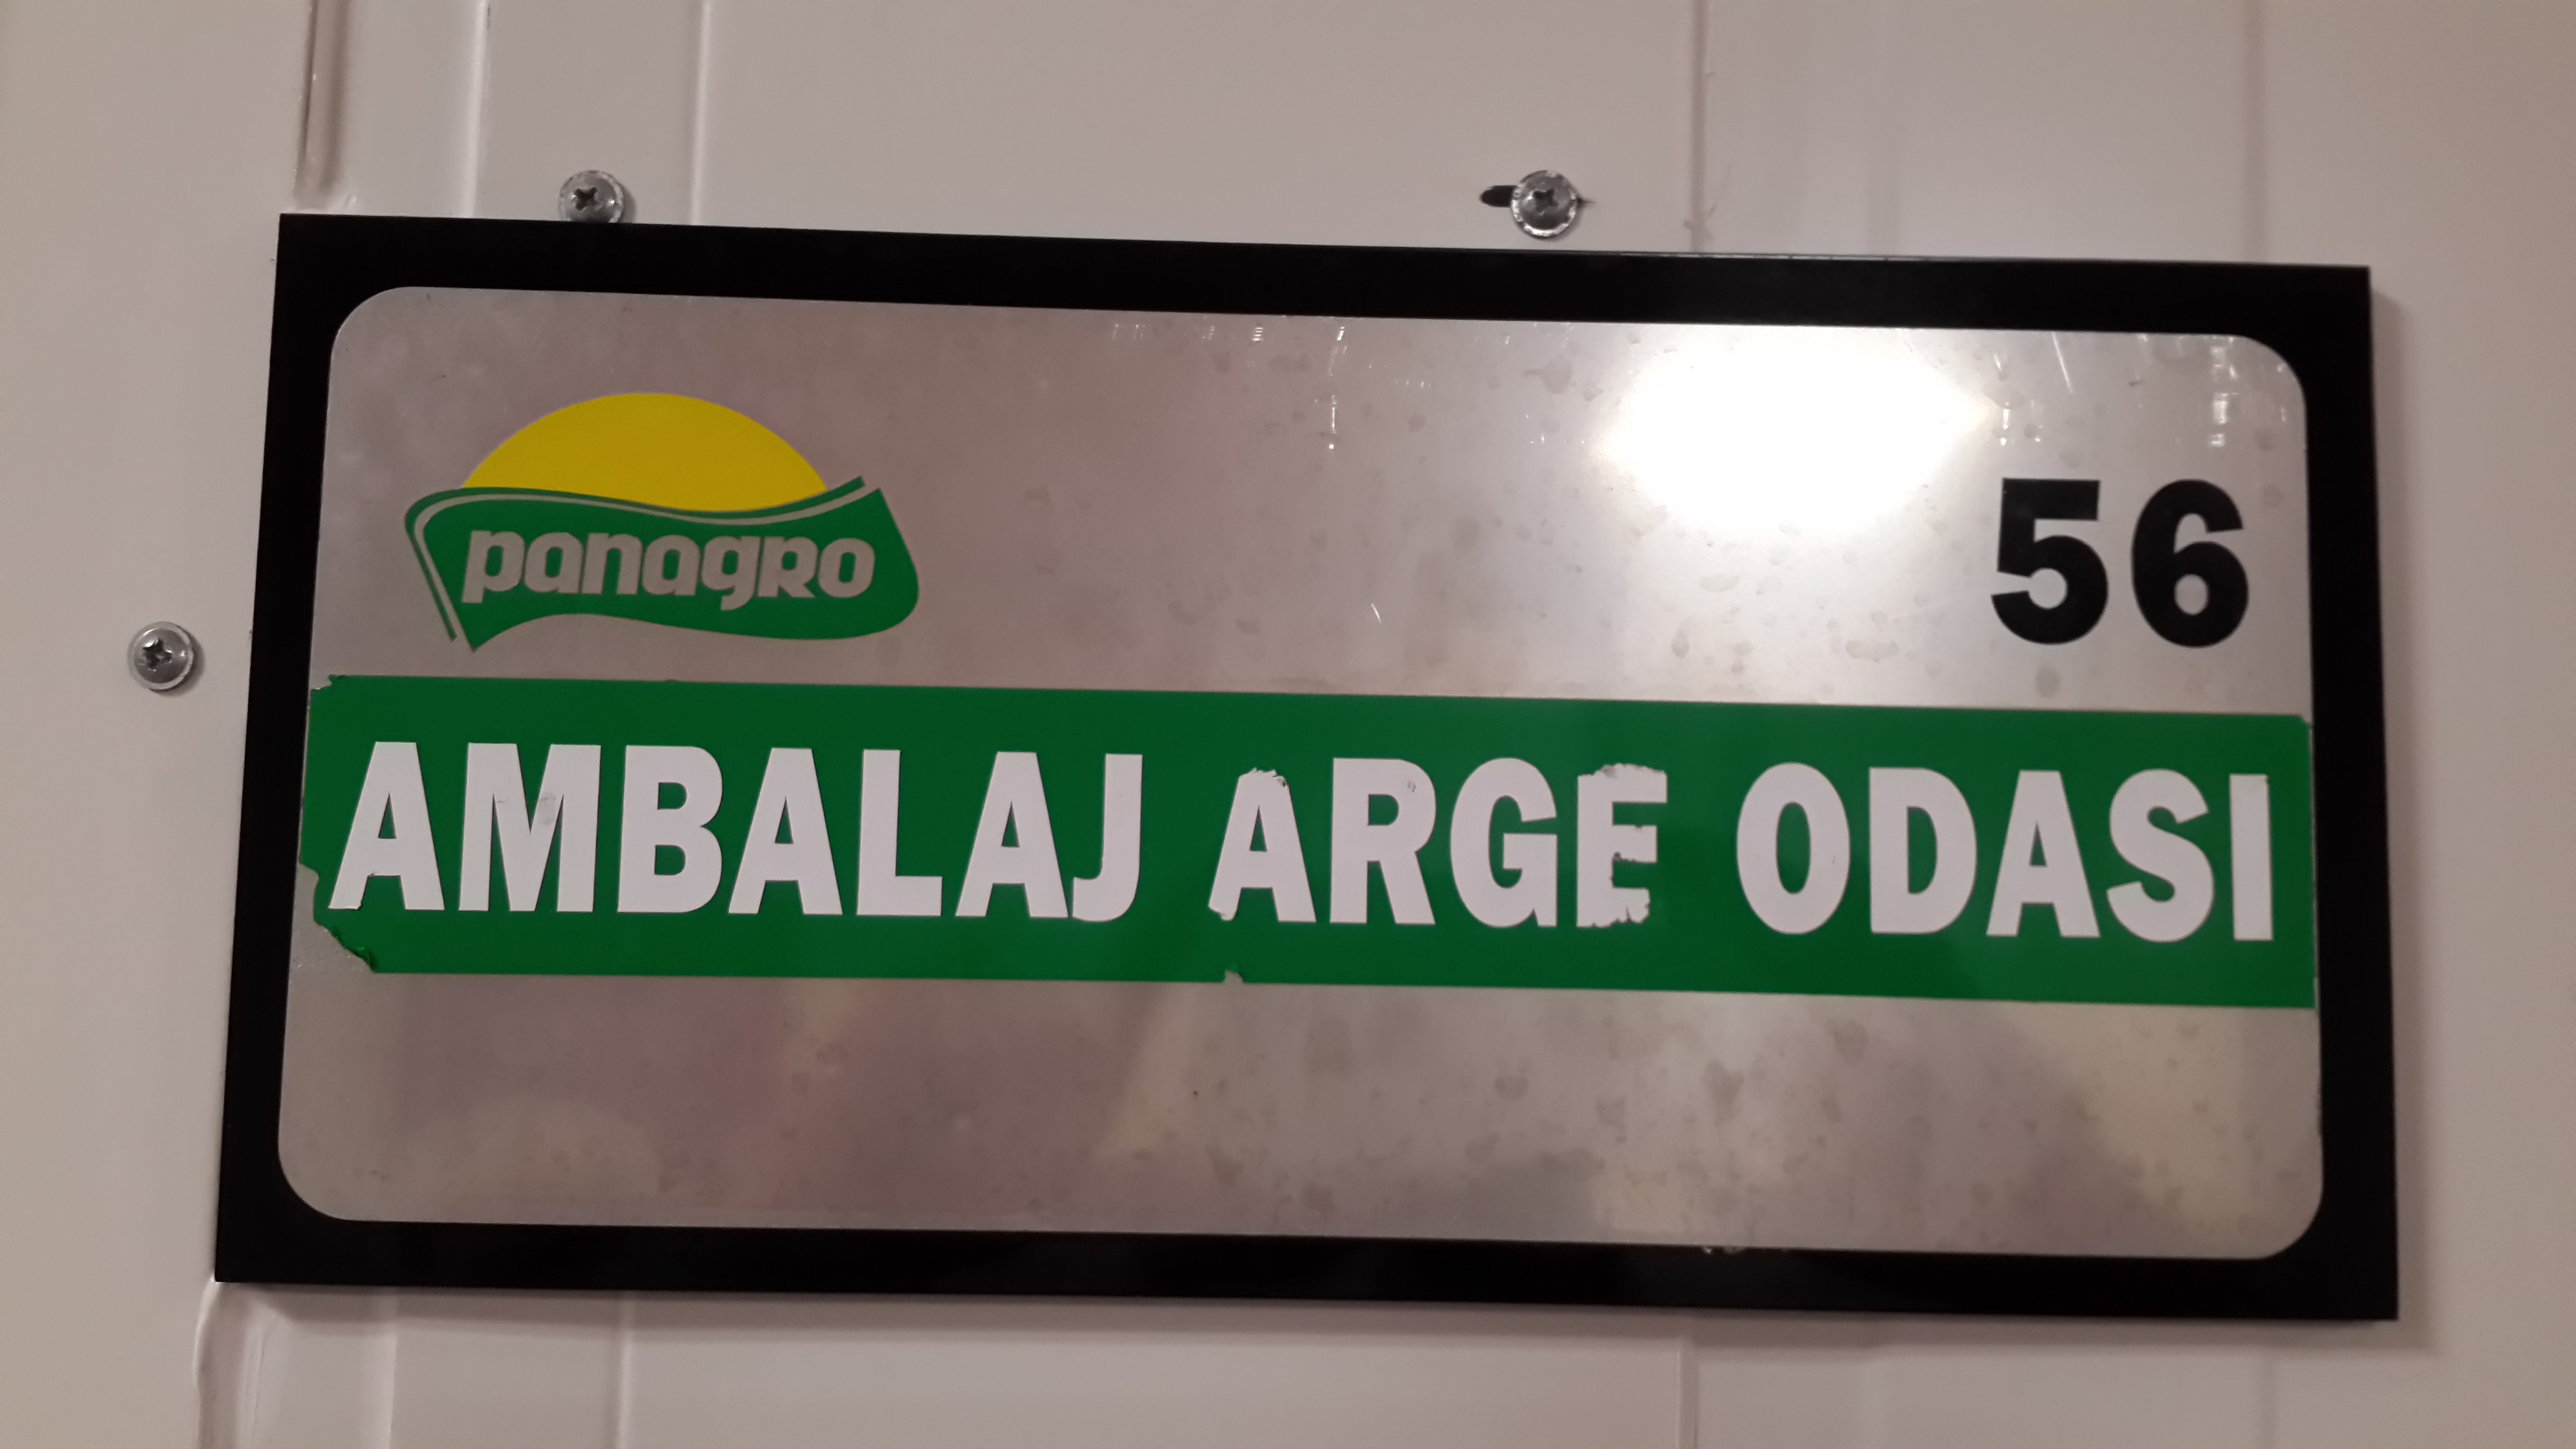 panagro
56
AMBALAJ ARGE ODASI